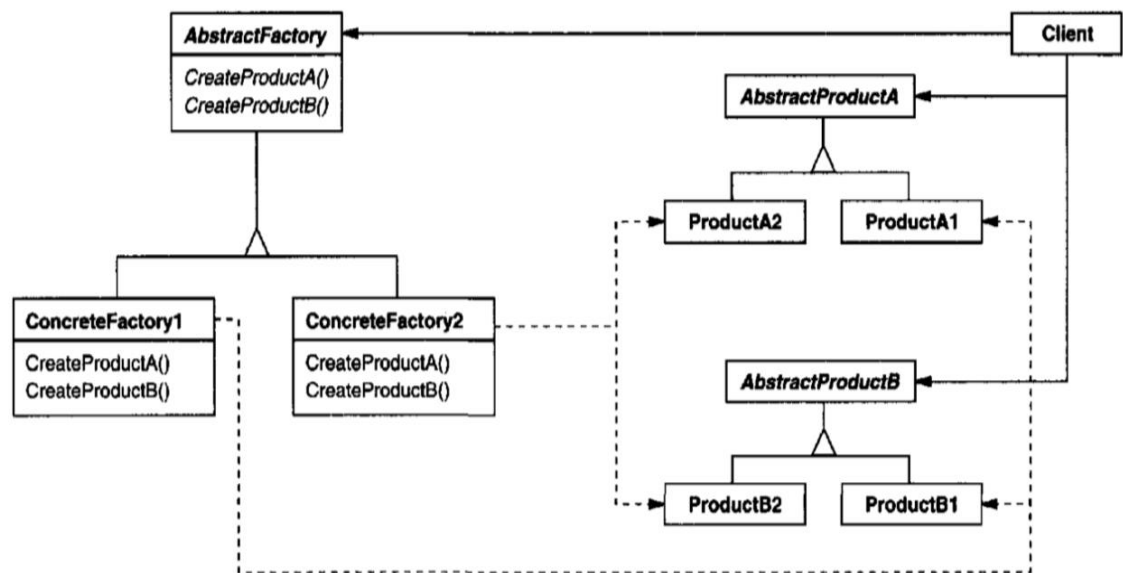 AbstractFactory
CreateProductA()
CreateProductB()
Client
AbstractProductA
ProductA2
ProductA1
ConcreteFactory1
CreateProductA()
CreateProductB()
ConcreteFactory2
CreateProductA()
CreateProductB()
AbstractProductB
ProductB2
ProductB1